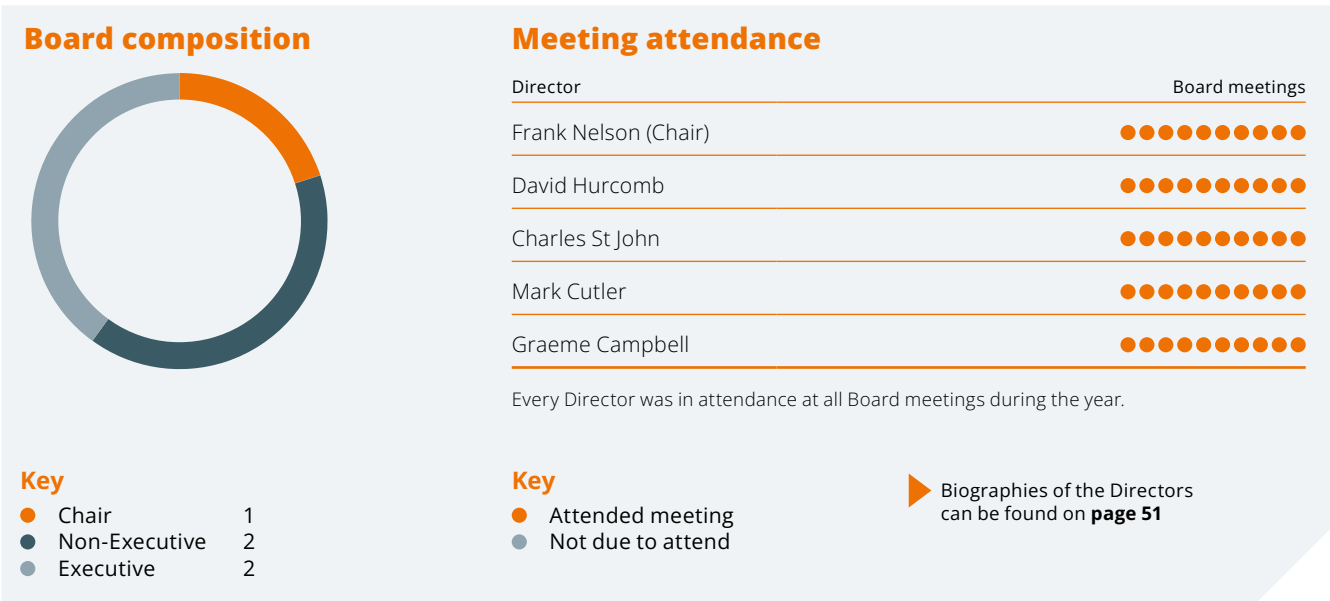 Board composition
Key
Chair 1
Non-Executive 2
Executive 2
Meeting attendance
Director Board meetings
Frank Nelson (Chair)
David Hurcomb
Charles St John
Mark Cutler
Graeme Campbell
Every Director was in attendance at all Board meetings during the year.
Key
Attended meeting
Not due to attend
Biographies of the Directors
can be found on page 51